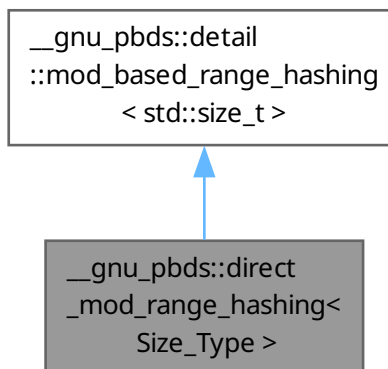 __gnu_pbds::detail
::mod_based_range_hashing
< std::size_t >
__gnu_pbds::direct
_mod_range_hashing<
Size_Type >